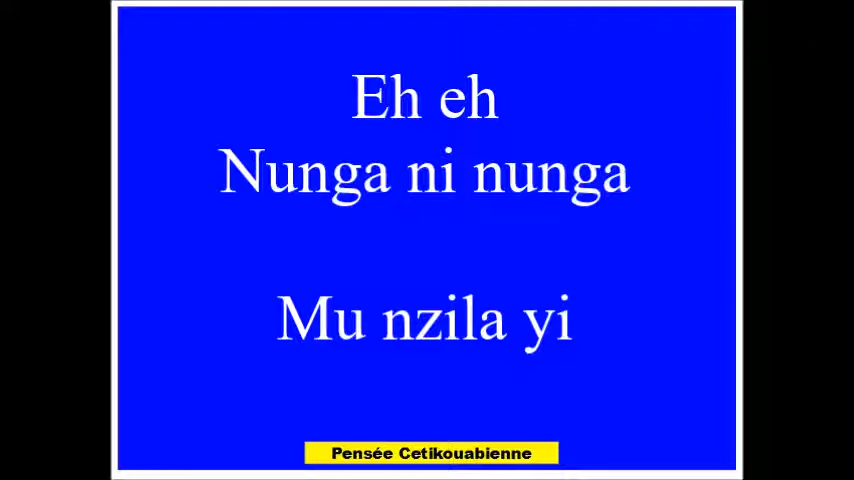 Eh eh
Nunga ni nunga
Mu nzila yi
Pensée Cetikouabienne